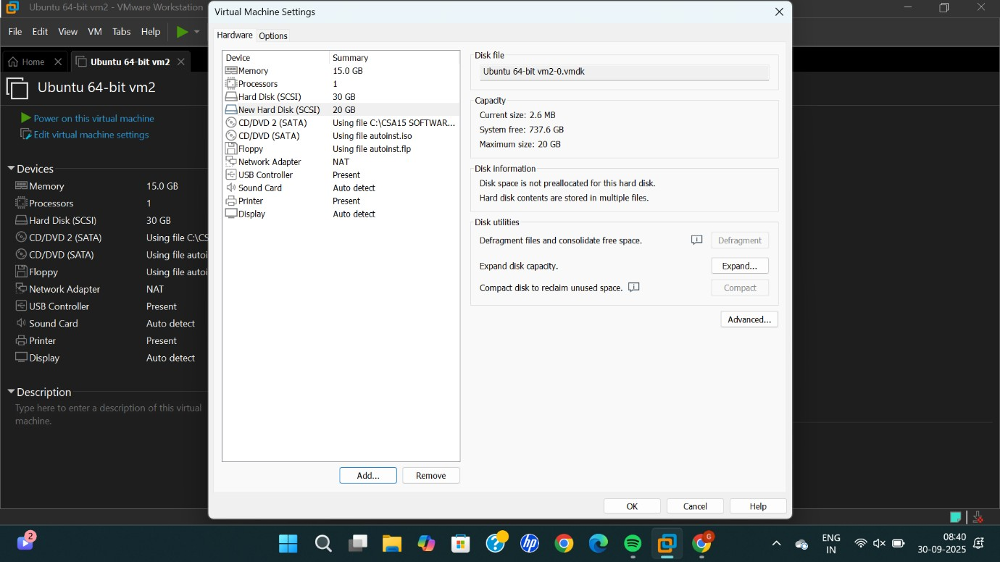 Ubuntu 64-bit vm2 - VMware Workstation
File Edit View VM Tabs Help
Home Ubuntu 64-bit vm2
Ubuntu 64-bit vm2
Power on this virtual machine
Edit virtual machine settings
Devices
Memory 15.0 GB
Processors 1
Hard Disk (SCSI) 30 GB
CD/DVD 2 (SATA) Using file C:\CS
CD/DVD (SATA) Using file autoi
Floppy Using file autoi
Network Adapter NAT
USB Controller Present
Sound Card Auto detect
Printer Present
Display Auto detect
Description
Type here to enter a description of this virtual
machine.
Virtual Machine Settings
Hardware Options
Device Summary
Memory 15.0 GB
Processors 1
Hard Disk (SCSI) 30 GB
New Hard Disk (SCSI) 20 GB
CD/DVD 2 (SATA) Using file C:\CSA15 SOFTWAR...
CD/DVD (SATA) Using file autoinst.iso
Floppy Using file autoinst.flp
Network Adapter NAT
USB Controller Present
Sound Card Auto detect
Printer Present
Display Auto detect
Add... Remove
Disk file
Ubuntu 64-bit vm2-0.vmdk
Capacity
Current size: 2.6 MB
System free: 737.6 GB
Maximum size: 20 GB
Disk information
Disk space is not preallocated for this hard disk.
Hard disk contents are stored in multiple files.
Disk utilities
Defragment files and consolidate free space. Defragment
Expand disk capacity. Expand...
Compact disk to reclaim unused space. Compact
Advanced...
OK Cancel Help
2
hp
G
ENG
IN
08:40
30-09-2025